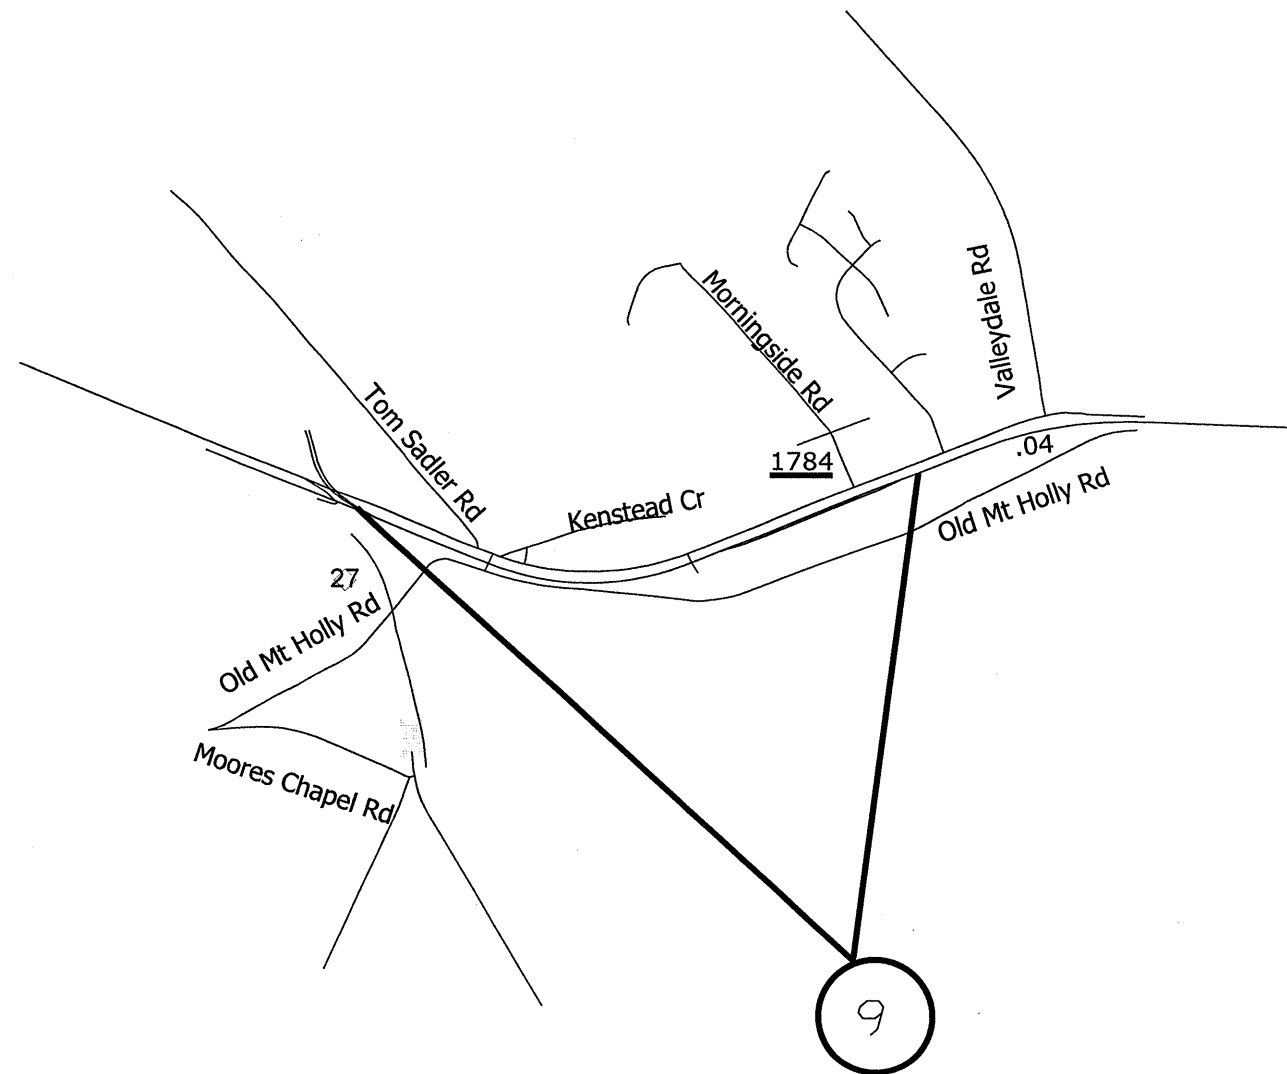 Valleydale Rd
Morningside Rd
Tom Sadler Rd
1784
.04
Kenstead Cr
Old Mt Holly Rd
27
Old Mt Holly Rd
Moores Chapel Rd
9